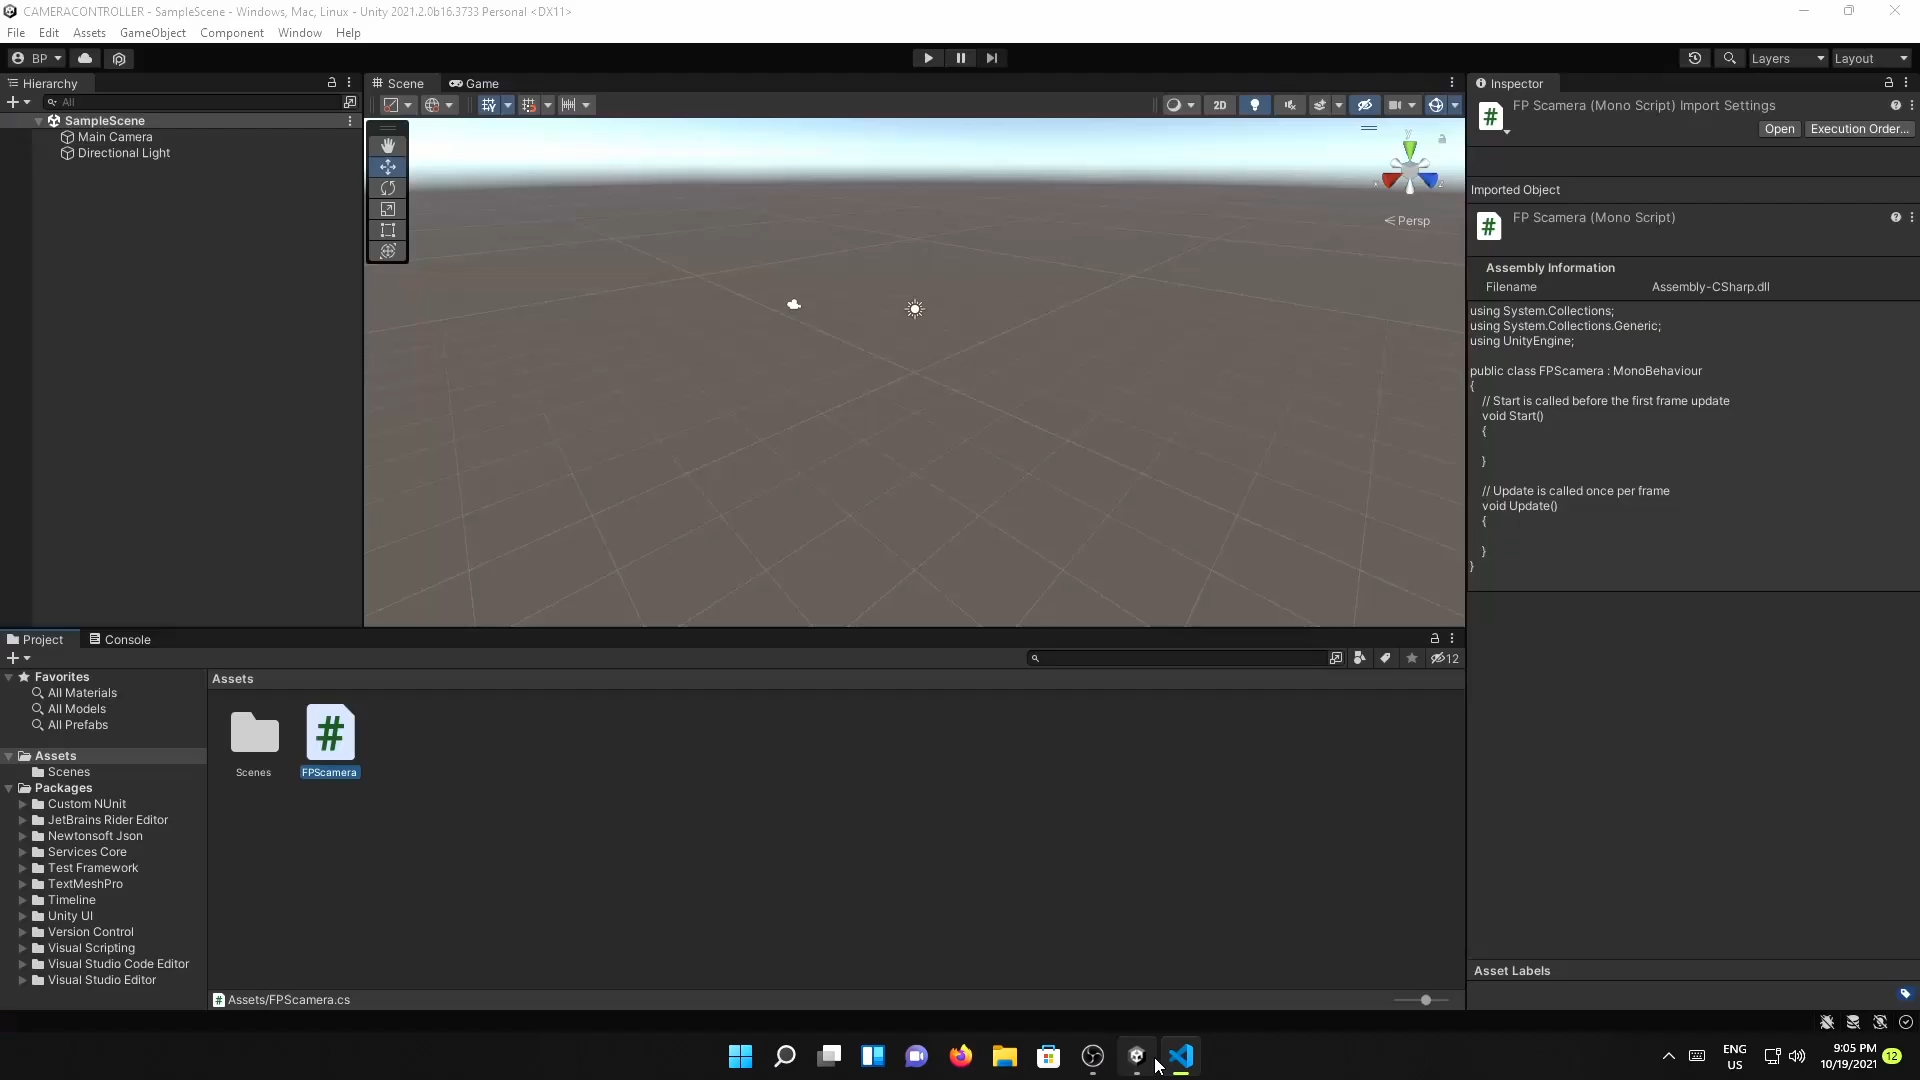 CAMERACONTROLLER - SampleScene - Windows, Mac, Linux - Unity 2021.2.0b16.3733 Personal <DX11>
File Edit Assets GameObject Component Window Help
BP Layers Layout
Hierarchy
All
SampleScene
Main Camera
Directional Light
Scene Game
2D
y
Persp
Inspector
FP Scamera (Mono Script) Import Settings
Open Execution Order...
Imported Object
FP Scamera (Mono Script)
Assembly Information
Filename Assembly-CSharp.dll
using System.Collections;
using System.Collections.Generic;
using UnityEngine;
public class FPScamera : MonoBehaviour
{
// Start is called before the first frame update
void Start()
{
}
// Update is called once per frame
void Update()
{
}
}
Project Console
12
Favorites
All Materials
All Models
All Prefabs
Assets
Scenes
Packages
Custom NUnit
JetBrains Rider Editor
Newtonsoft Json
Services Core
Test Framework
TextMeshPro
Timeline
Unity UI
Version Control
Visual Scripting
Visual Studio Code Editor
Visual Studio Editor
Assets
Scenes FPScamera
Assets/FPScamera.cs
Asset Labels
ENG
US
9:05 PM
10/19/2021
12